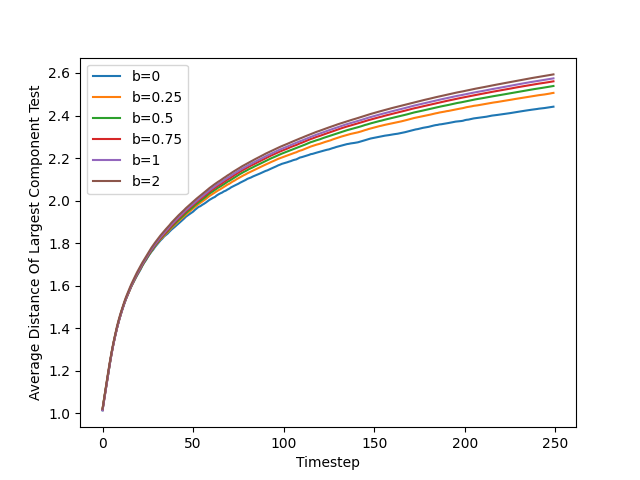 2.6
2.4
2.2
2.0
1.8
1.6
1.4
1.2
1.0
Average Distance Of Largest Component Test
b=0
b=0.25
b=0.5
b=0.75
b=1
b=2
0 50 100 150 200 250
Timestep